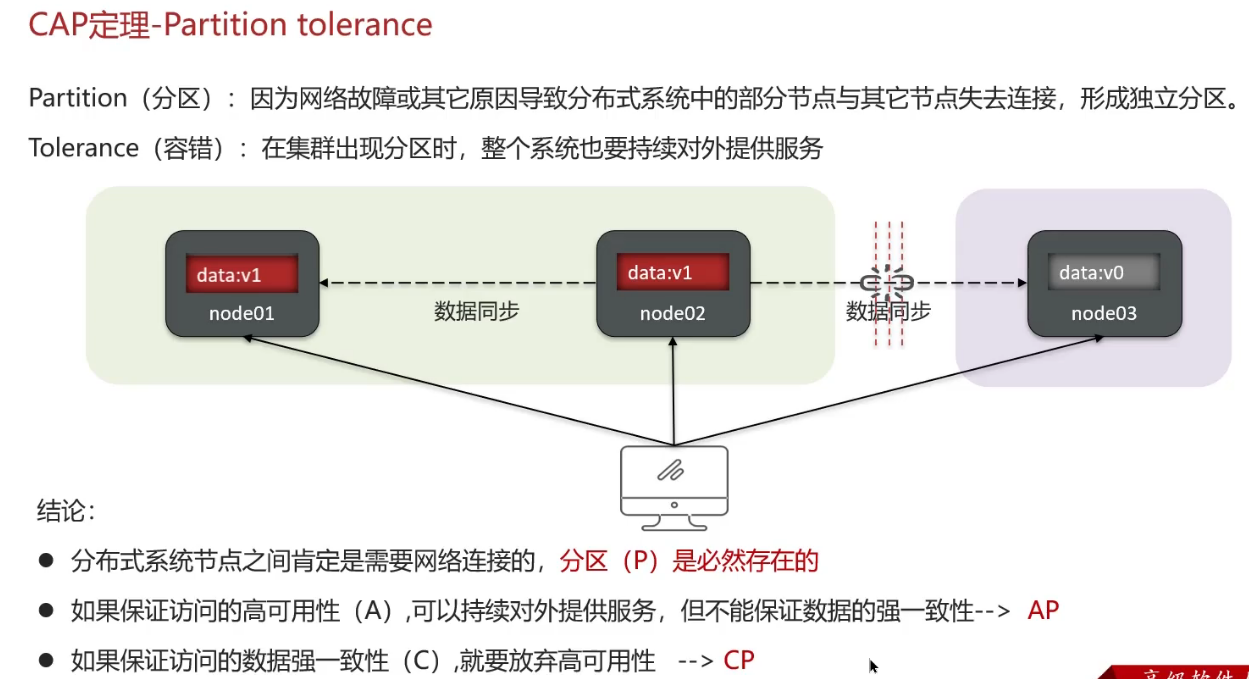 CAP定理-Partition tolerance
Partition（分区）：因为网络故障或其它原因导致分布式系统中的部分节点与其它节点失去连接，形成独立分区。
Tolerance（容错）：在集群出现分区时，整个系统也要持续对外提供服务
data:v1
node01
数据同步
data:v1
node02
数据同步
data:v0
node03
结论：
● 分布式系统节点之间肯定是需要网络连接的，分区（P）是必然存在的
● 如果保证访问的高可用性（A）,可以持续对外提供服务，但不能保证数据的强一致性--> AP
● 如果保证访问的数据强一致性（C）,就要放弃高可用性 --> CP
高级软件